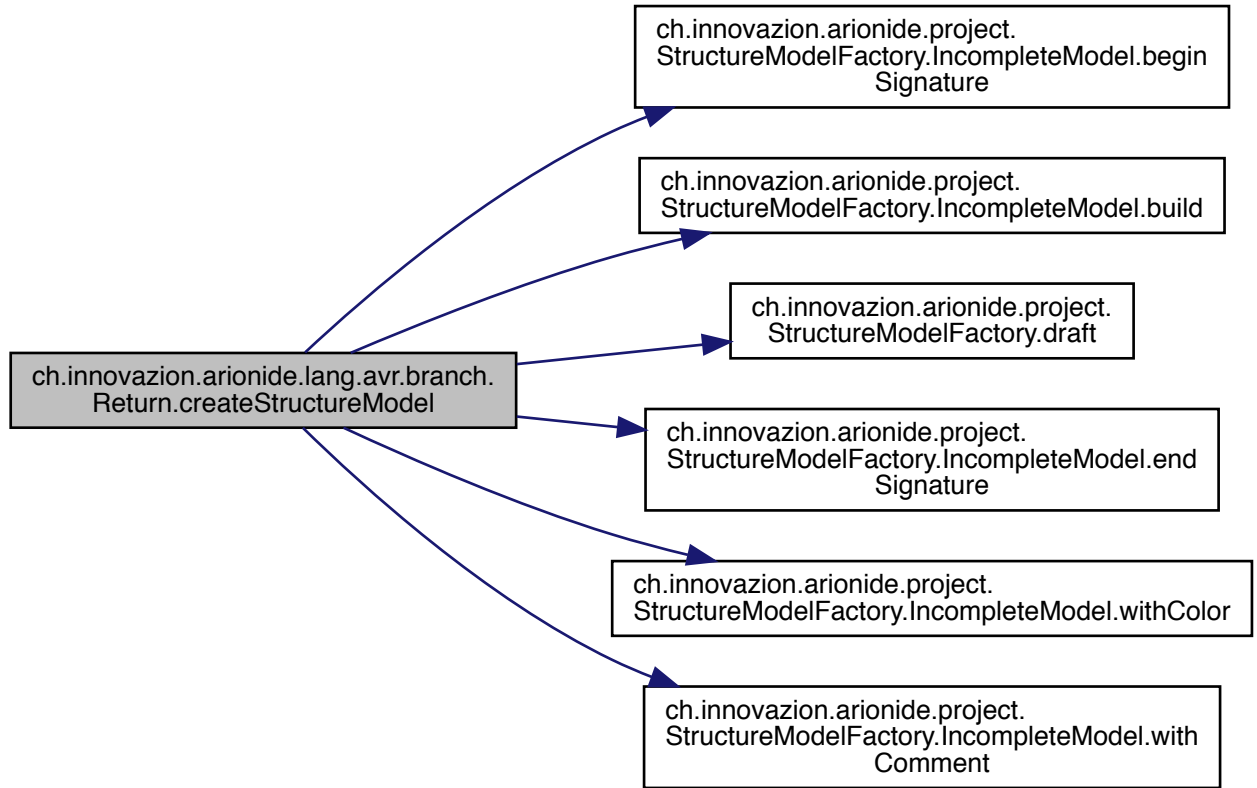 ch.innovazion.arionide.project.
StructureModelFactory.IncompleteModel.begin
Signature
ch.innovazion.arionide.project.
StructureModelFactory.IncompleteModel.build
ch.innovazion.arionide.project.
StructureModelFactory.draft
ch.innovazion.arionide.lang.avr.branch.
Return.createStructureModel
ch.innovazion.arionide.project.
StructureModelFactory.IncompleteModel.end
Signature
ch.innovazion.arionide.project.
StructureModelFactory.IncompleteModel.withColor
ch.innovazion.arionide.project.
StructureModelFactory.IncompleteModel.with
Comment